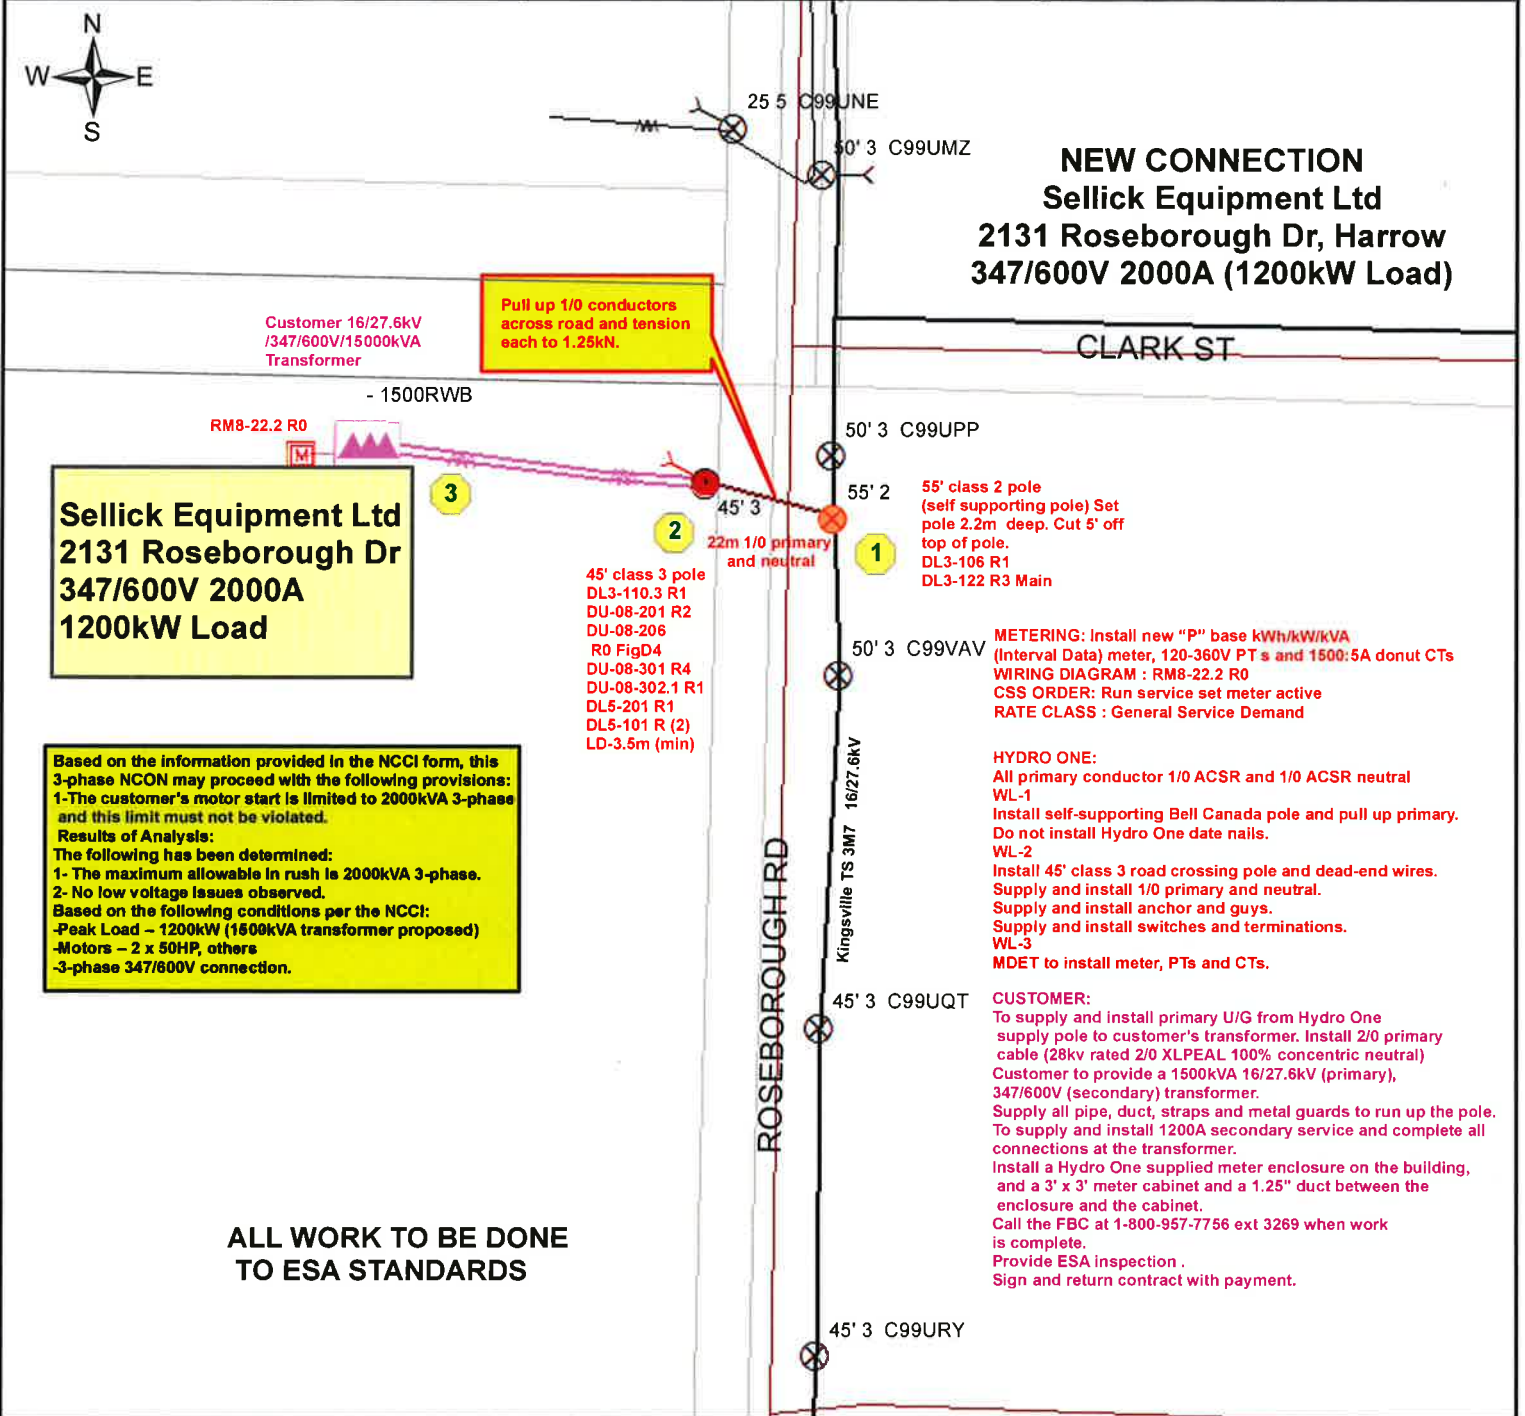 N
W E
S
25 5 C99UNE
50' 3 C99UMZ
NEW CONNECTION
Sellick Equipment Ltd
2131 Roseborough Dr, Harrow
347/600V 2000A (1200kW Load)
Pull up 1/0 conductors
across road and tension
each to 1.25kN.
Customer 16/27.6kV
/347/600V/15000kVA
Transformer
CLARK ST
- 1500RWB
RM8-22.2 R0
M
50' 3 C99UPP
55' 2
45' 3
3
2
1
22m 1/0 primary
and neutral
55' class 2 pole
(self supporting pole) Set
pole 2.2m deep. Cut 5' off
top of pole.
DL3-106 R1
DL3-122 R3 Main
Sellick Equipment Ltd
2131 Roseborough Dr
347/600V 2000A
1200kW Load
45' class 3 pole
DL3-110.3 R1
DU-08-201 R2
DU-08-206
R0 FigD4
DU-08-301 R4
DU-08-302.1 R1
DL5-201 R1
DL5-101 R (2)
LD-3.5m (min)
50' 3 C99VAV
METERING: Install new "P" base kWh/kW/kVA
(Interval Data) meter, 120-360V PT s and 1500:5A donut CTs
WIRING DIAGRAM : RM8-22.2 R0
CSS ORDER: Run service set meter active
RATE CLASS : General Service Demand
Based on the information provided in the NCCI form, this
3-phase NCON may proceed with the following provisions:
1-The customer's motor start is limited to 2000kVA 3-phase
and this limit must not be violated.
Results of Analysis:
The following has been determined:
1- The maximum allowable in rush is 2000kVA 3-phase.
2- No low voltage issues observed.
Based on the following conditions per the NCCI:
-Peak Load – 1200kW (1500kVA transformer proposed)
-Motors – 2 x 50HP, others
-3-phase 347/600V connection.
Kingsville TS 3M7 16/27.6kV
ROSEBOROUGH RD
HYDRO ONE:
All primary conductor 1/0 ACSR and 1/0 ACSR neutral
WL-1
Install self-supporting Bell Canada pole and pull up primary.
Do not install Hydro One date nails.
WL-2
Install 45' class 3 road crossing pole and dead-end wires.
Supply and install 1/0 primary and neutral.
Supply and install anchor and guys.
Supply and install switches and terminations.
WL-3
MDET to install meter, PTs and CTs.
45' 3 C99UQT
CUSTOMER:
To supply and install primary U/G from Hydro One
supply pole to customer's transformer. Install 2/0 primary
cable (28kv rated 2/0 XLPEAL 100% concentric neutral)
Customer to provide a 1500kVA 16/27.6kV (primary),
347/600V (secondary) transformer.
Supply all pipe, duct, straps and metal guards to run up the pole.
To supply and install 1200A secondary service and complete all
connections at the transformer.
Install a Hydro One supplied meter enclosure on the building,
and a 3' x 3' meter cabinet and a 1.25" duct between the
enclosure and the cabinet.
Call the FBC at 1-800-957-7756 ext 3269 when work
is complete.
Provide ESA inspection .
Sign and return contract with payment.
ALL WORK TO BE DONE
TO ESA STANDARDS
45' 3 C99URY